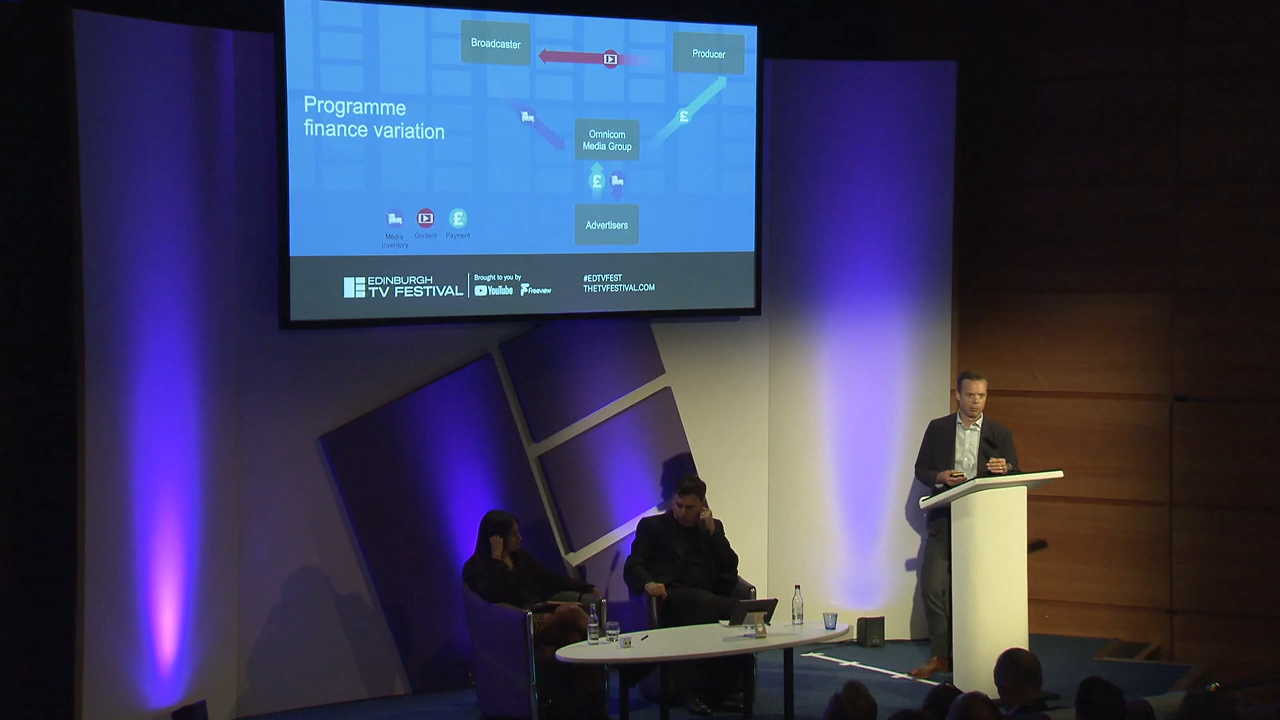 Broadcaster
Producer
Programme
finance variation
Omnicom
Media Group
Advertisers
Media
Inventory
Content
Payment
EDINBURGH
TV FESTIVAL
Brought to you by
YouTube
Freeview
#EDTVFEST
THETVFESTIVAL.COM